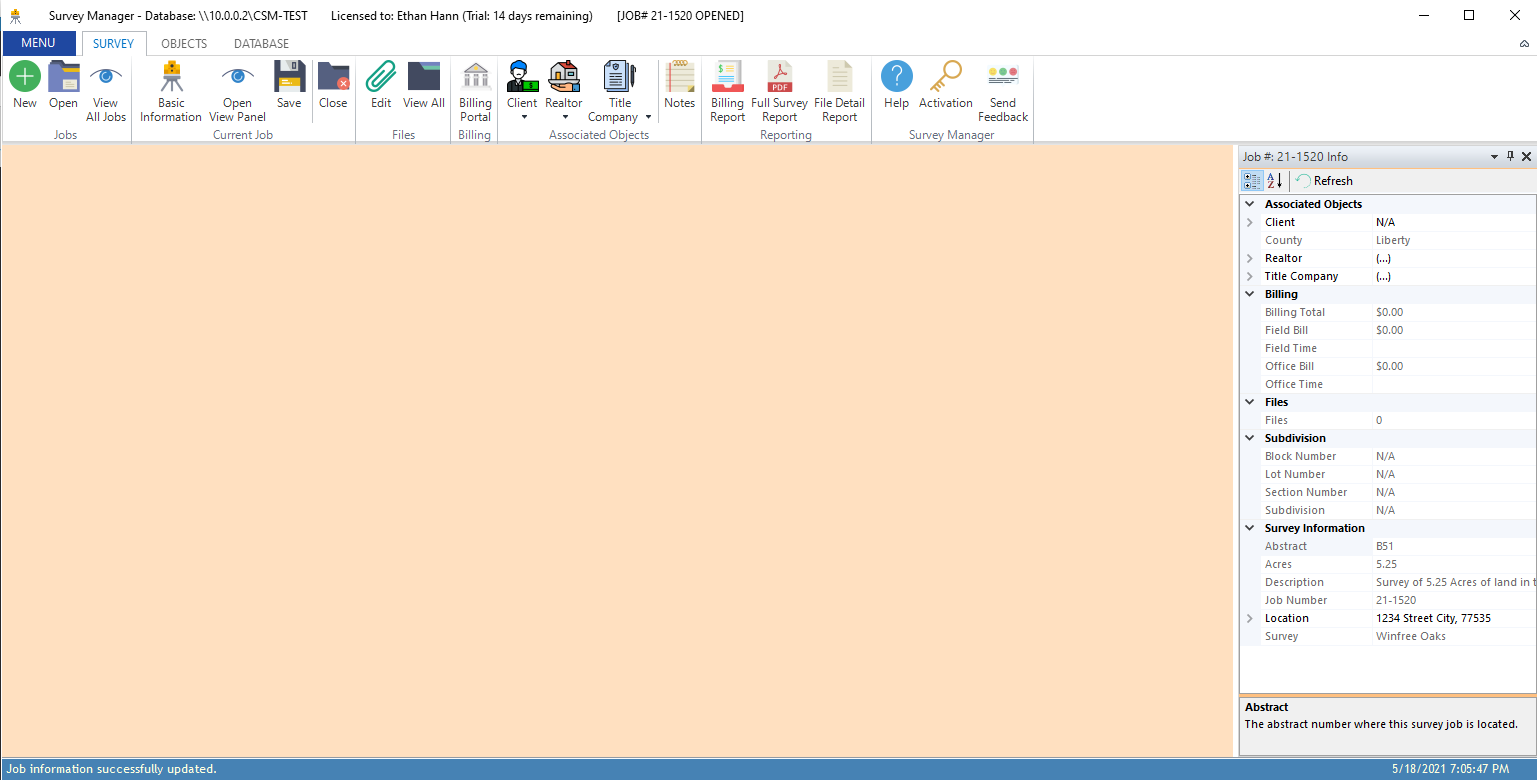 Survey Manager - Database: \\10.0.0.2\CSM-TEST Licensed to: Ethan Hann (Trial: 14 days remaining) [JOB# 21-1520 OPENED]
MENU SURVEY OBJECTS DATABASE
New Open View All Jobs
Jobs
Basic Information Open View Panel Save Close
Current Job
Edit View All
Files
Billing Portal
Billing
Client Realtor Title Company Notes
Associated Objects
Billing Report Full Survey Report File Detail Report
PDF
Reporting
Help Activation Send Feedback
Survey Manager
Job #: 21-1520 Info
A Z Refresh
Associated Objects
Client N/A
County Liberty
Realtor (...)
Title Company (...)
Billing
Billing Total $0.00
Field Bill $0.00
Field Time
Office Bill $0.00
Office Time
Files
Files 0
Subdivision
Block Number N/A
Lot Number N/A
Section Number N/A
Subdivision N/A
Survey Information
Abstract B51
Acres 5.25
Description Survey of 5.25 Acres of land in t
Job Number 21-1520
Location 1234 Street City, 77535
Survey Winfree Oaks
Abstract
The abstract number where this survey job is located.
Job information successfully updated. 5/18/2021 7:05:47 PM